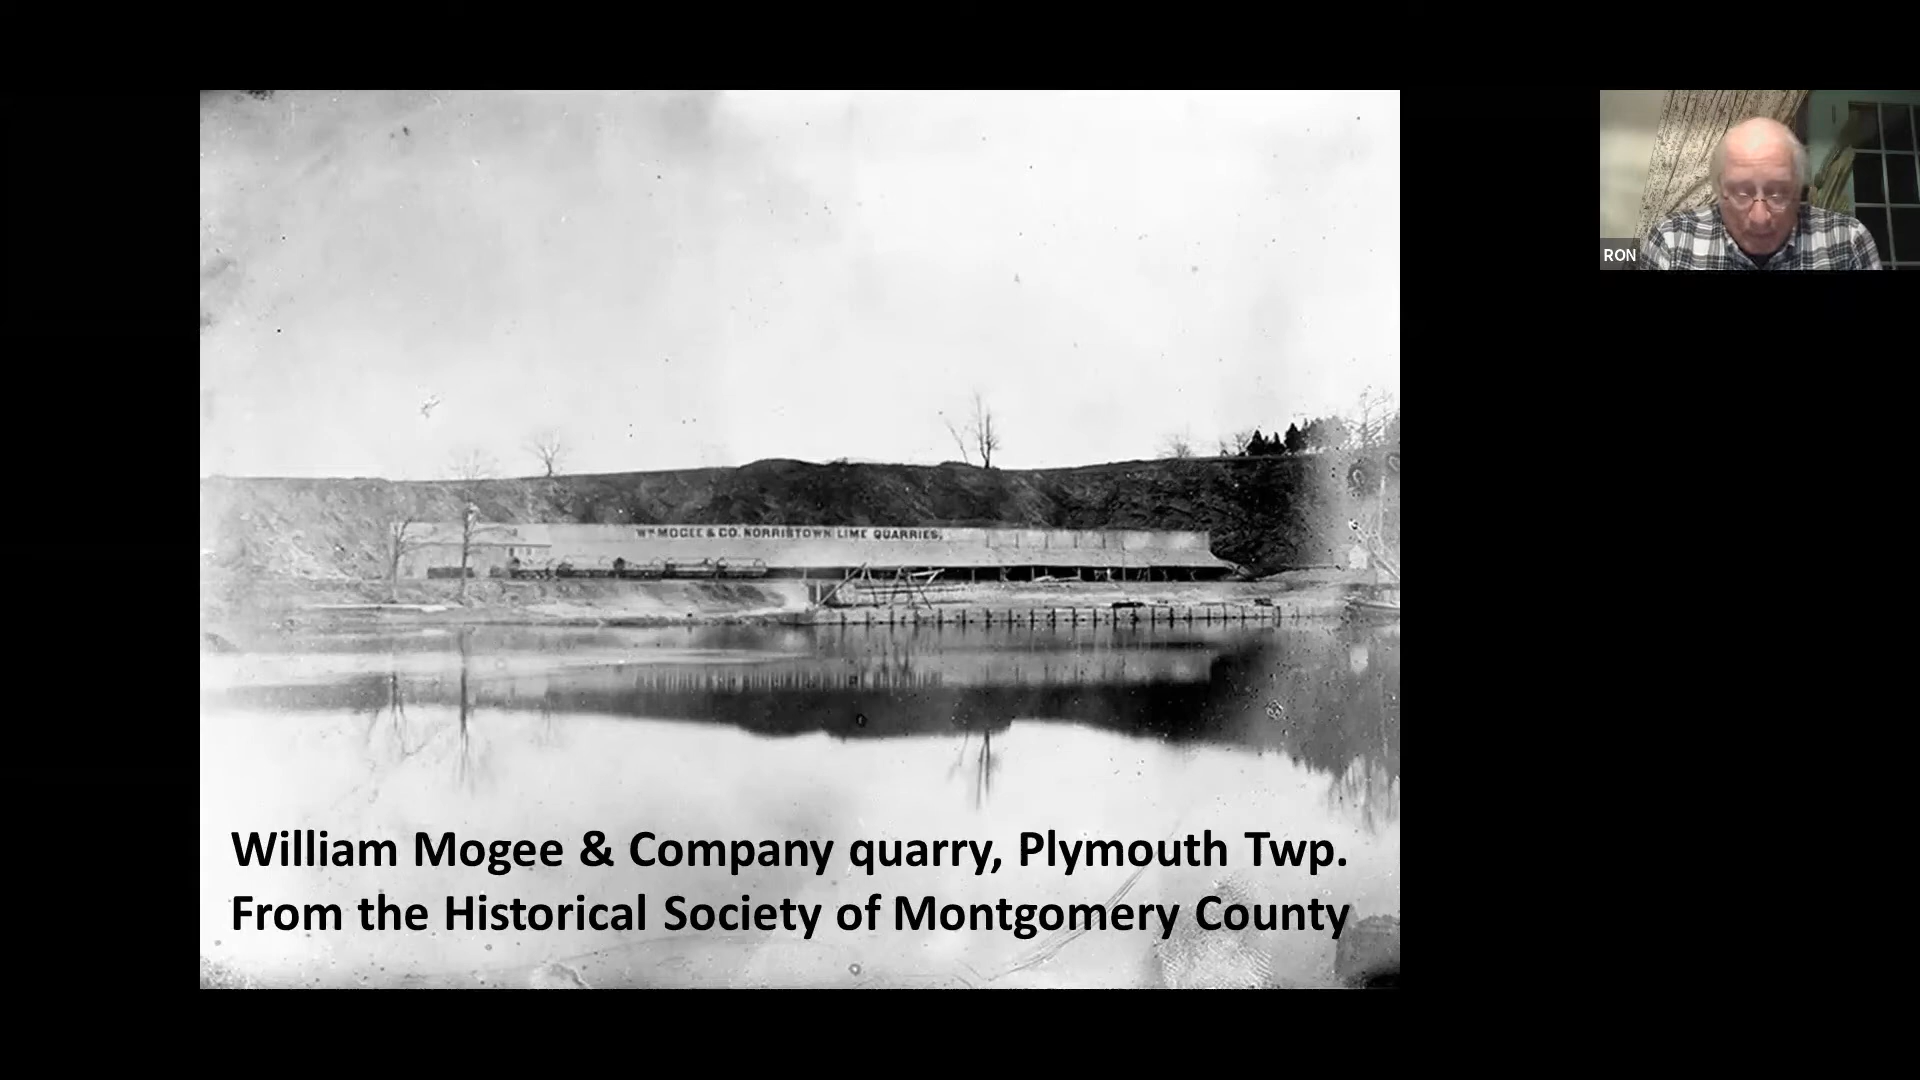 Wᵐ MOGEE & CO. NORRISTOWN LIME QUARRIES,
William Mogee & Company quarry, Plymouth Twp.
From the Historical Society of Montgomery County
RON